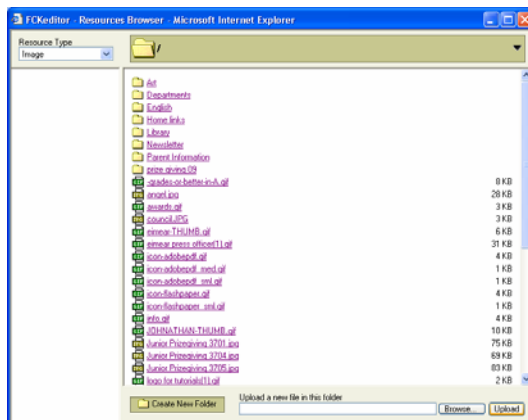 FCKeditor - Resources Browser - Microsoft Internet Explorer
Resource Type
Image
/
Art
Departments
English
Home links
Library
Newsletter
Parent Information
prize giving 09
-grades-or-better-in-A.gif 8 KB
angel.jpg 28 KB
awards.gif 3 KB
council.JPG 3 KB
eimear-THUMB.gif 6 KB
eimear press officer(1).gif 31 KB
icon-adobepdf.gif 4 KB
icon-adobepdf_med.gif 1 KB
icon-adobepdf_sml.gif 1 KB
icon-flashpaper.gif 4 KB
icon-flashpaper_sml.gif 1 KB
info.gif 4 KB
JOHNATHAN-THUMB.gif 10 KB
Junior Prizegiving 3701.jpg 75 KB
Junior Prizegiving 3704.jpg 69 KB
Junior Prizegiving 3705.jpg 83 KB
logo for tutorials(1).gif 2 KB
Create New Folder
Upload a new file in this folder
Browse... Upload